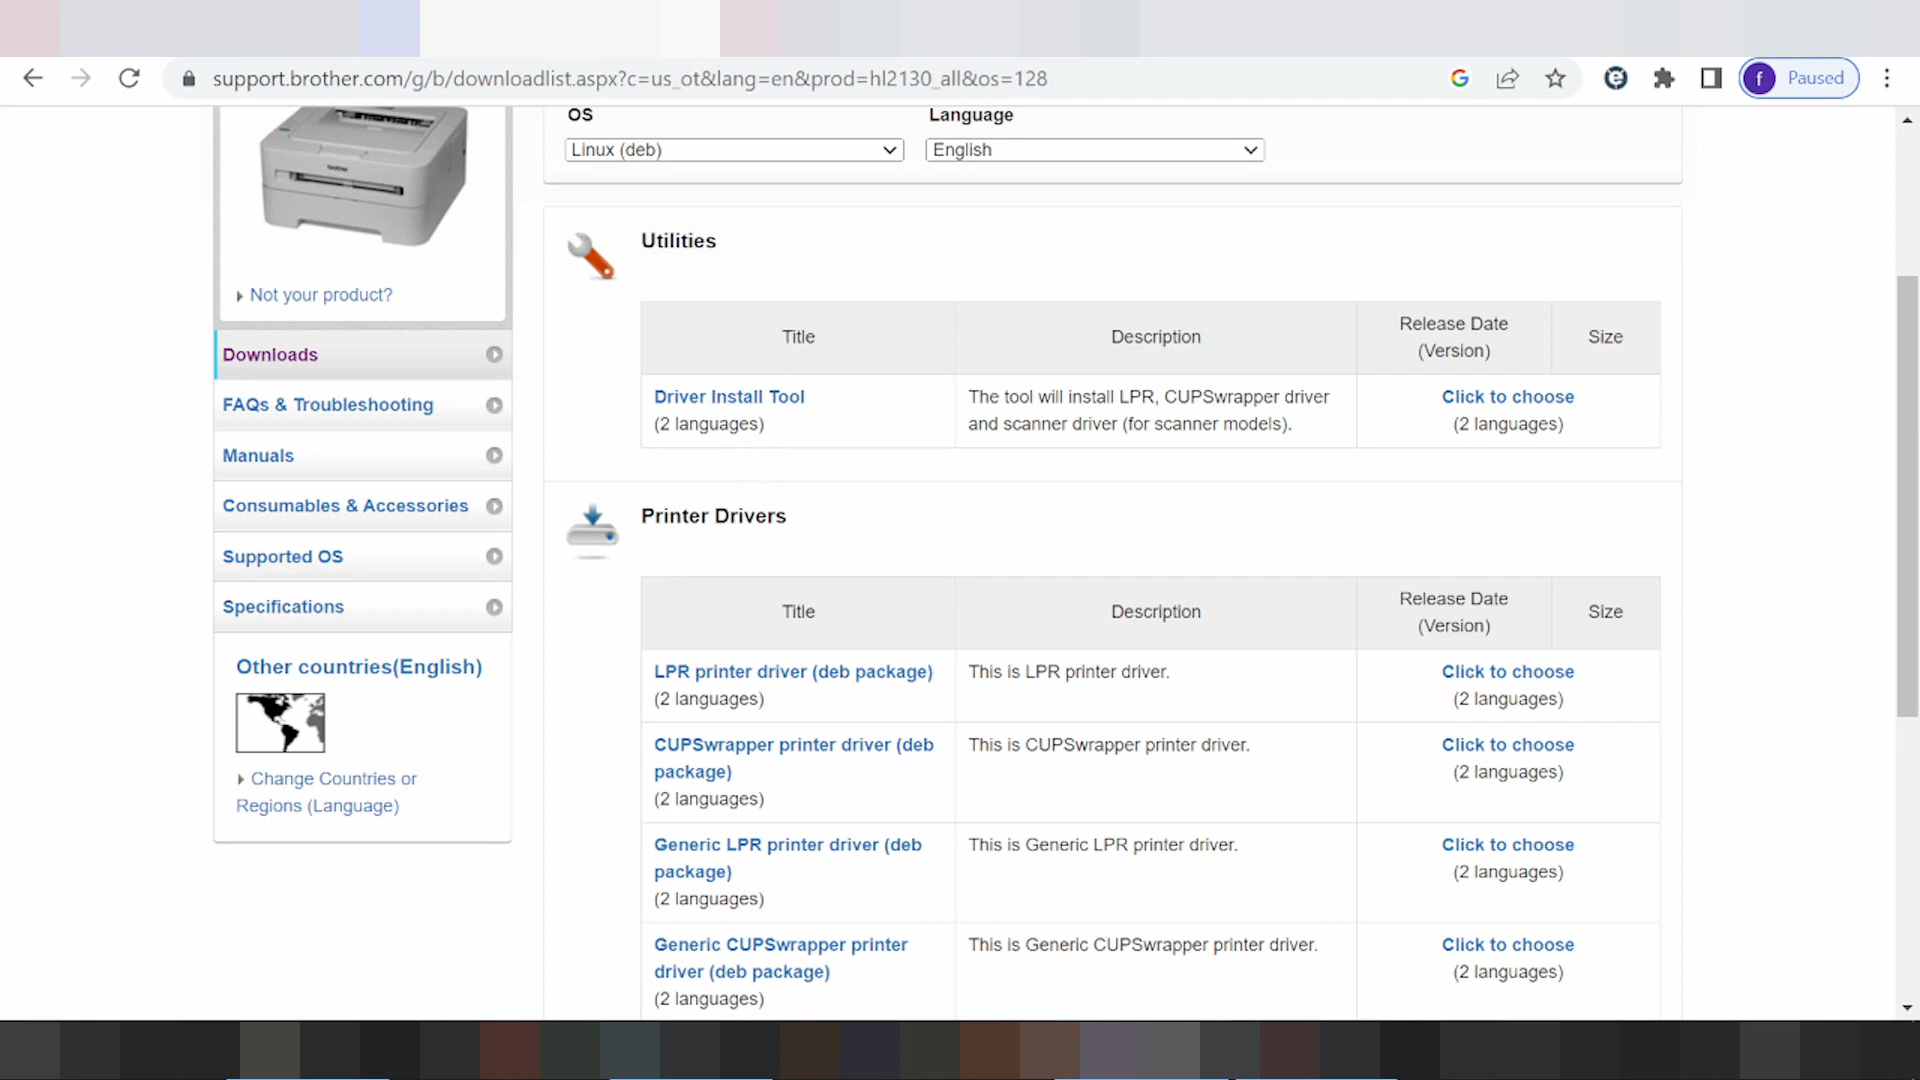 support.brother.com/g/b/downloadlist.aspx?c=us_ot&lang=en&prod=hl2130_all&os=128
G
e
f
Paused
OS
Language
Linux (deb)
English
brother
Not your product?
Downloads
FAQs & Troubleshooting
Manuals
Consumables & Accessories
Supported OS
Specifications
Other countries(English)
Change Countries or
Regions (Language)
Utilities
Title
Description
Release Date
(Version)
Size
Driver Install Tool
(2 languages)
The tool will install LPR, CUPSwrapper driver
and scanner driver (for scanner models).
Click to choose
(2 languages)
Printer Drivers
Title
Description
Release Date
(Version)
Size
LPR printer driver (deb package)
(2 languages)
This is LPR printer driver.
Click to choose
(2 languages)
CUPSwrapper printer driver (deb
package)
(2 languages)
This is CUPSwrapper printer driver.
Click to choose
(2 languages)
Generic LPR printer driver (deb
package)
(2 languages)
This is Generic LPR printer driver.
Click to choose
(2 languages)
Generic CUPSwrapper printer
driver (deb package)
(2 languages)
This is Generic CUPSwrapper printer driver.
Click to choose
(2 languages)